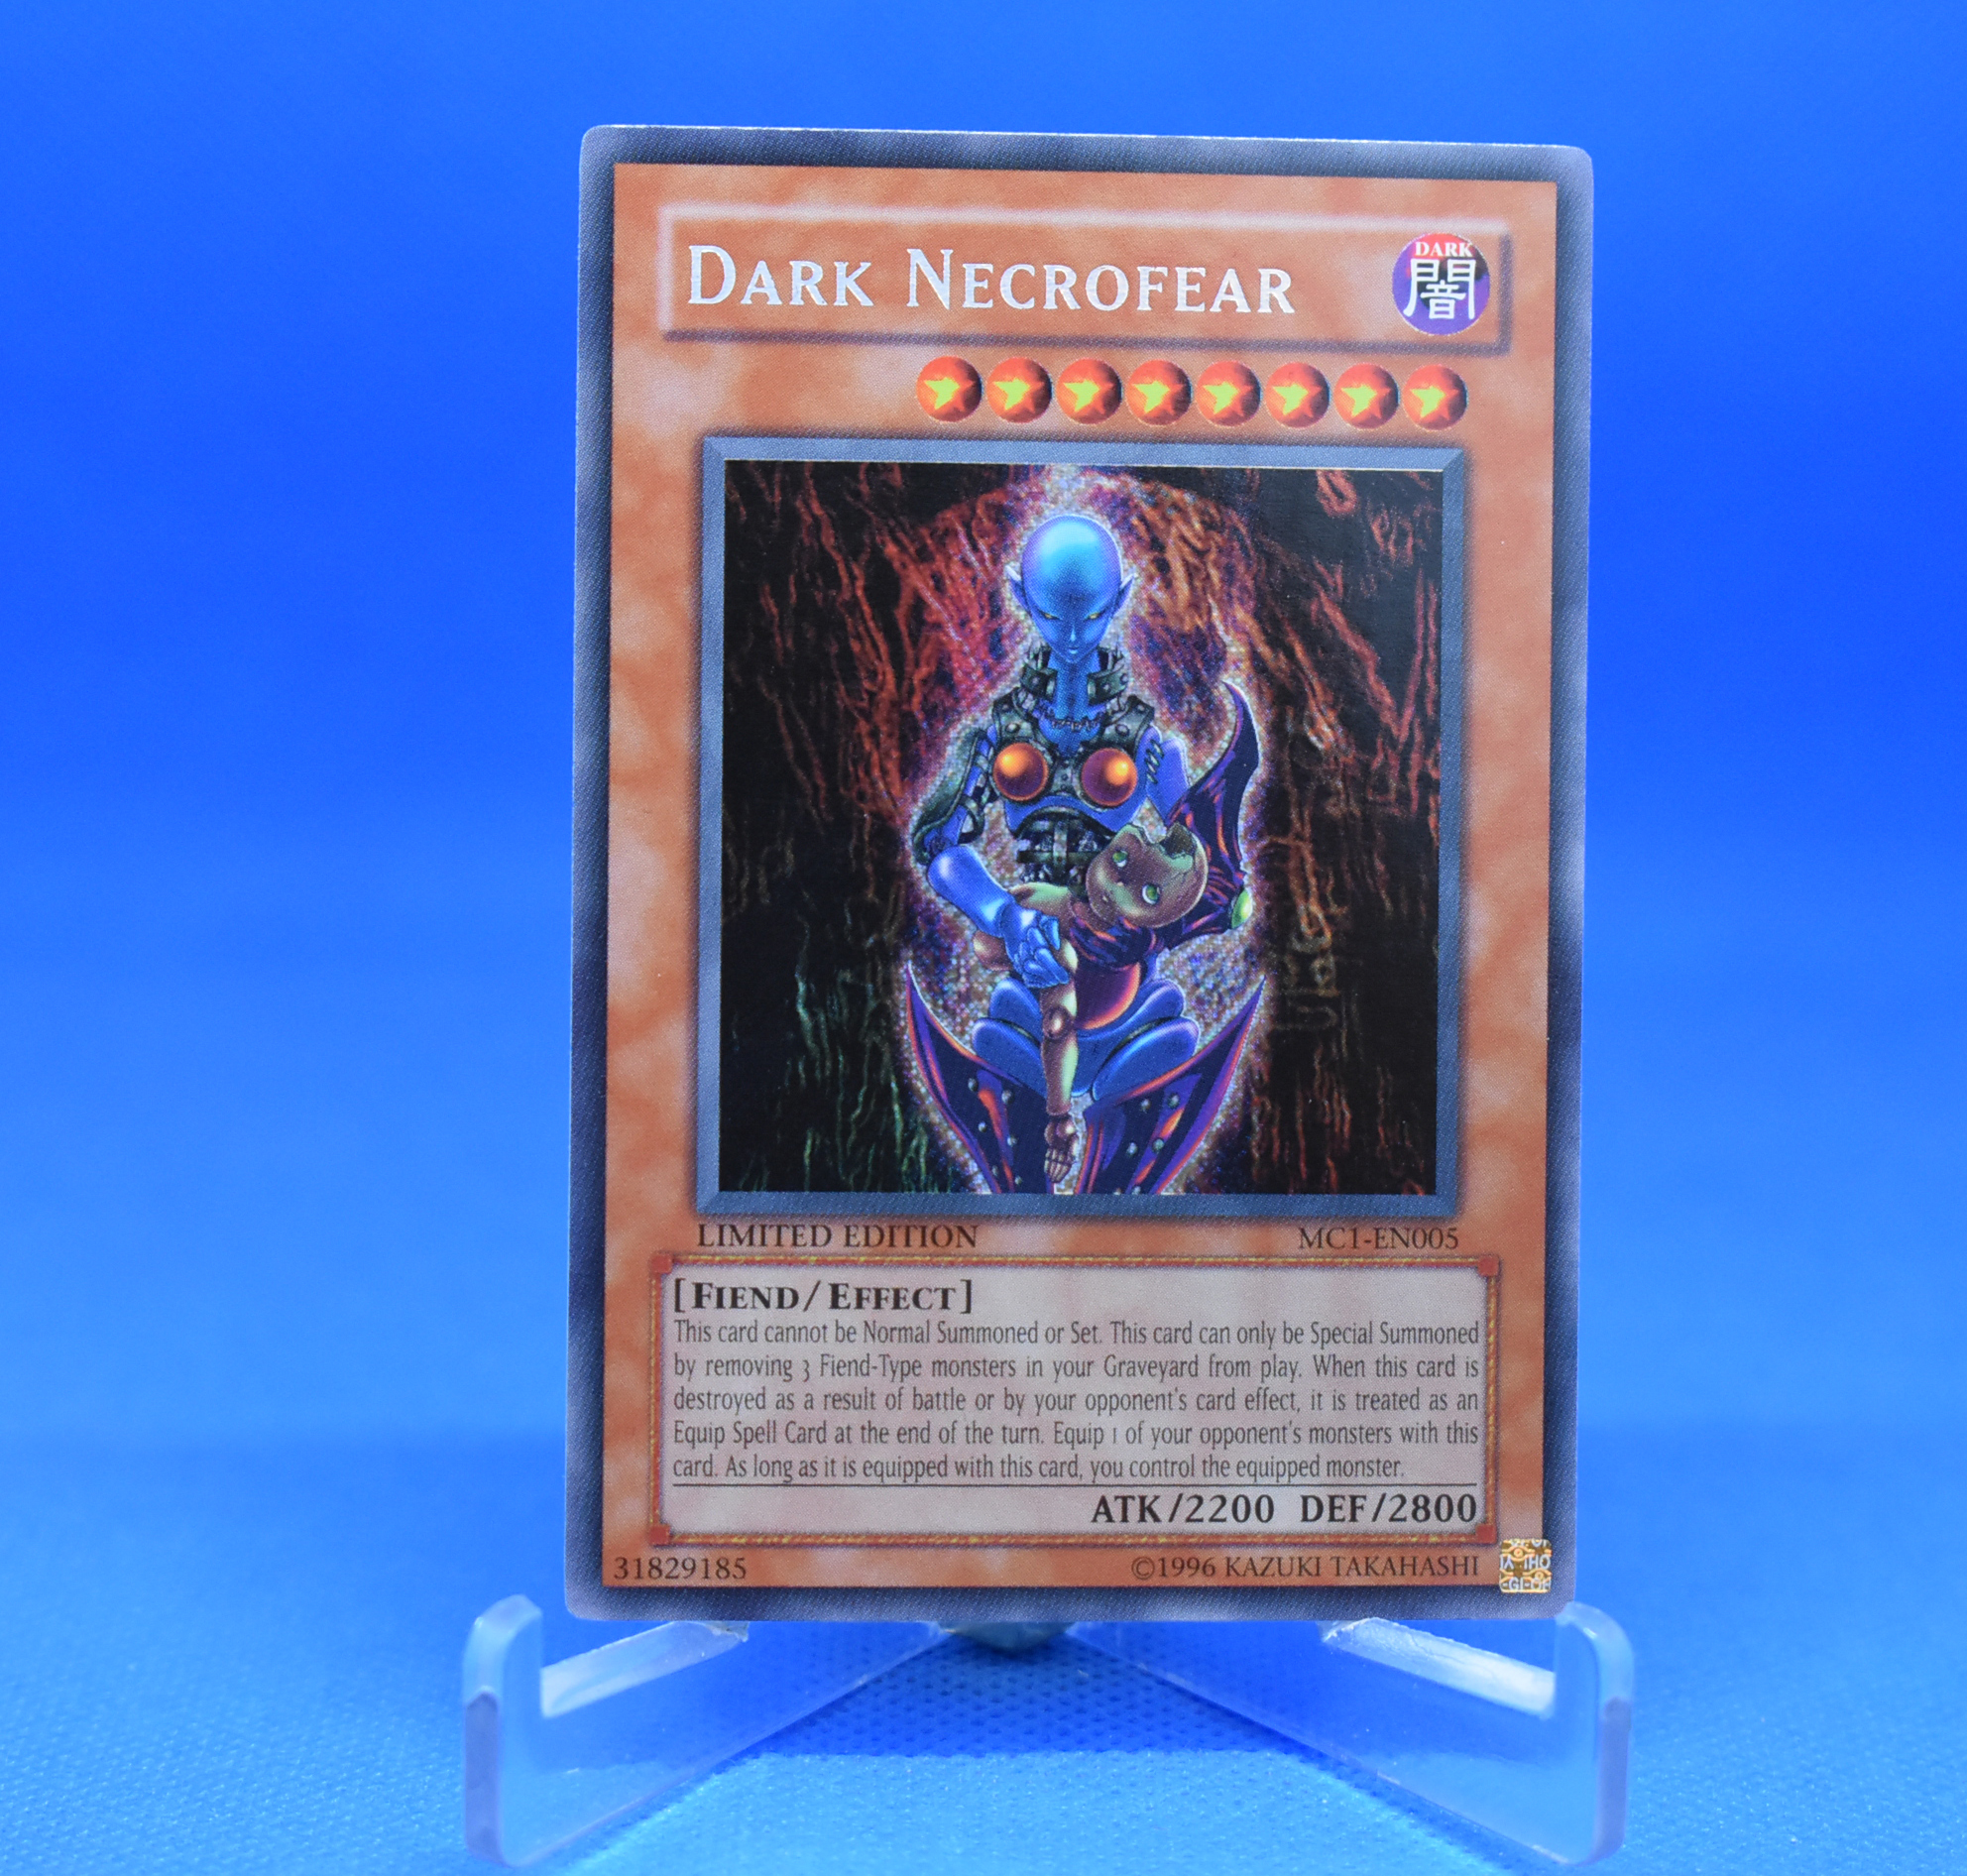 DARK NECROFEAR
DARK
闇
LIMITED EDITION
MC1-EN005
[FIEND/EFFECT]
This card cannot be Normal Summoned or Set. This card can only be Special Summoned
by removing 3 Fiend-Type monsters in your Graveyard from play. When this card is
destroyed as a result of battle or by your opponent's card effect, it is treated as an
Equip Spell Card at the end of the turn. Equip 1 of your opponent's monsters with this
card. As long as it is equipped with this card, you control the equipped monster.
ATK/2200 DEF/2800
31829185
©1996 KAZUKI TAKAHASHI